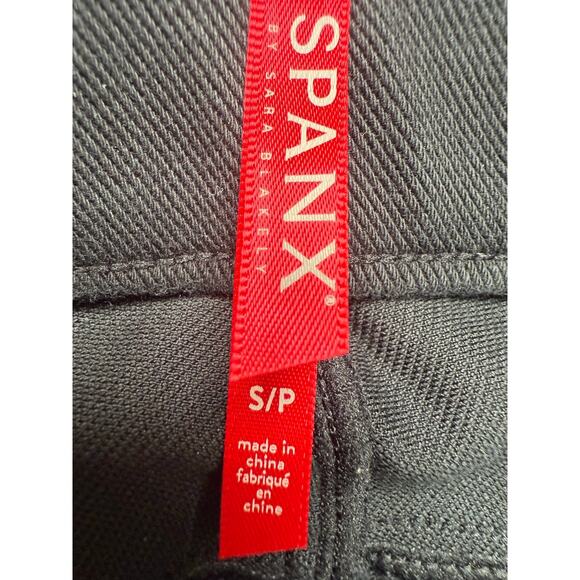 SPANX®
BY SARA BLAKELY
S/P
made in
china
fabriqué
en
chine